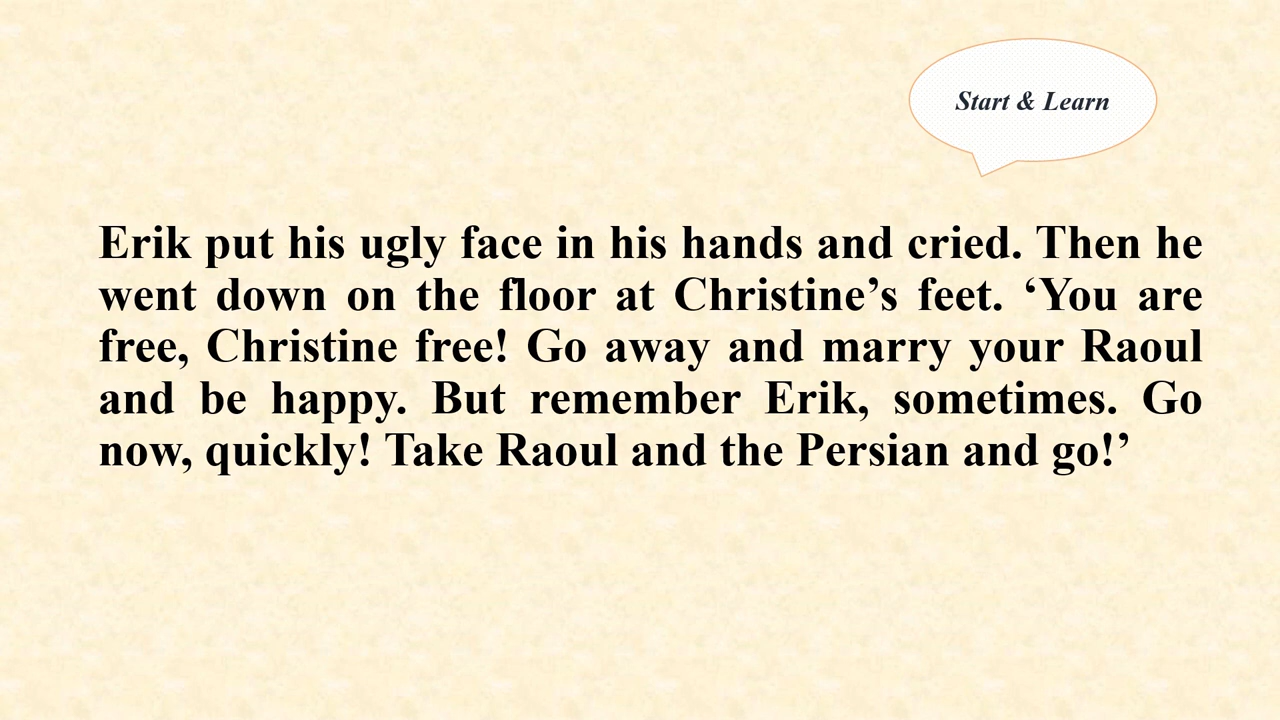 Start & Learn
Erik put his ugly face in his hands and cried. Then he
went down on the floor at Christine’s feet. ‘You are
free, Christine free! Go away and marry your Raoul
and be happy. But remember Erik, sometimes. Go
now, quickly! Take Raoul and the Persian and go!’